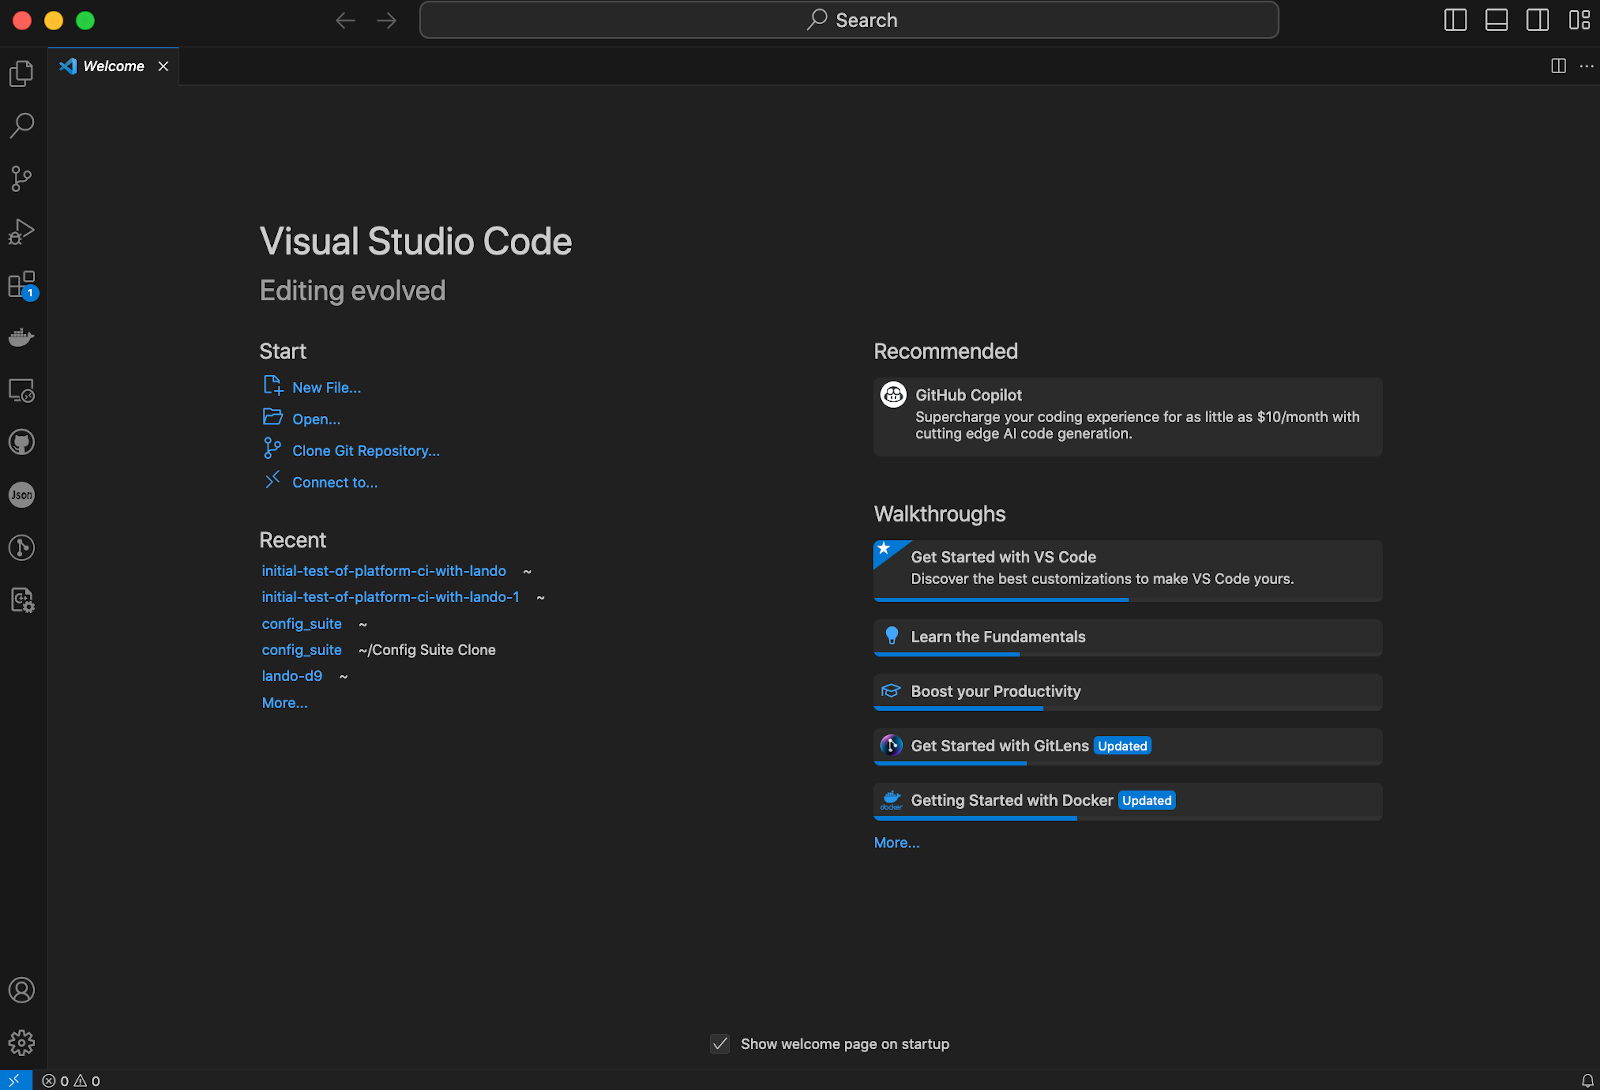 Search
Welcome
1
Json
Visual Studio Code
Editing evolved
Start
New File...
Open...
Clone Git Repository...
Connect to...
Recent
initial-test-of-platform-ci-with-lando ~
initial-test-of-platform-ci-with-lando-1 ~
config_suite ~
config_suite ~/Config Suite Clone
lando-d9 ~
More...
Recommended
GitHub Copilot
Supercharge your coding experience for as little as $10/month with
cutting edge AI code generation.
Walkthroughs
Get Started with VS Code
Discover the best customizations to make VS Code yours.
Learn the Fundamentals
Boost your Productivity
Get Started with GitLens Updated
docker
Getting Started with Docker Updated
More...
Show welcome page on startup
0 0